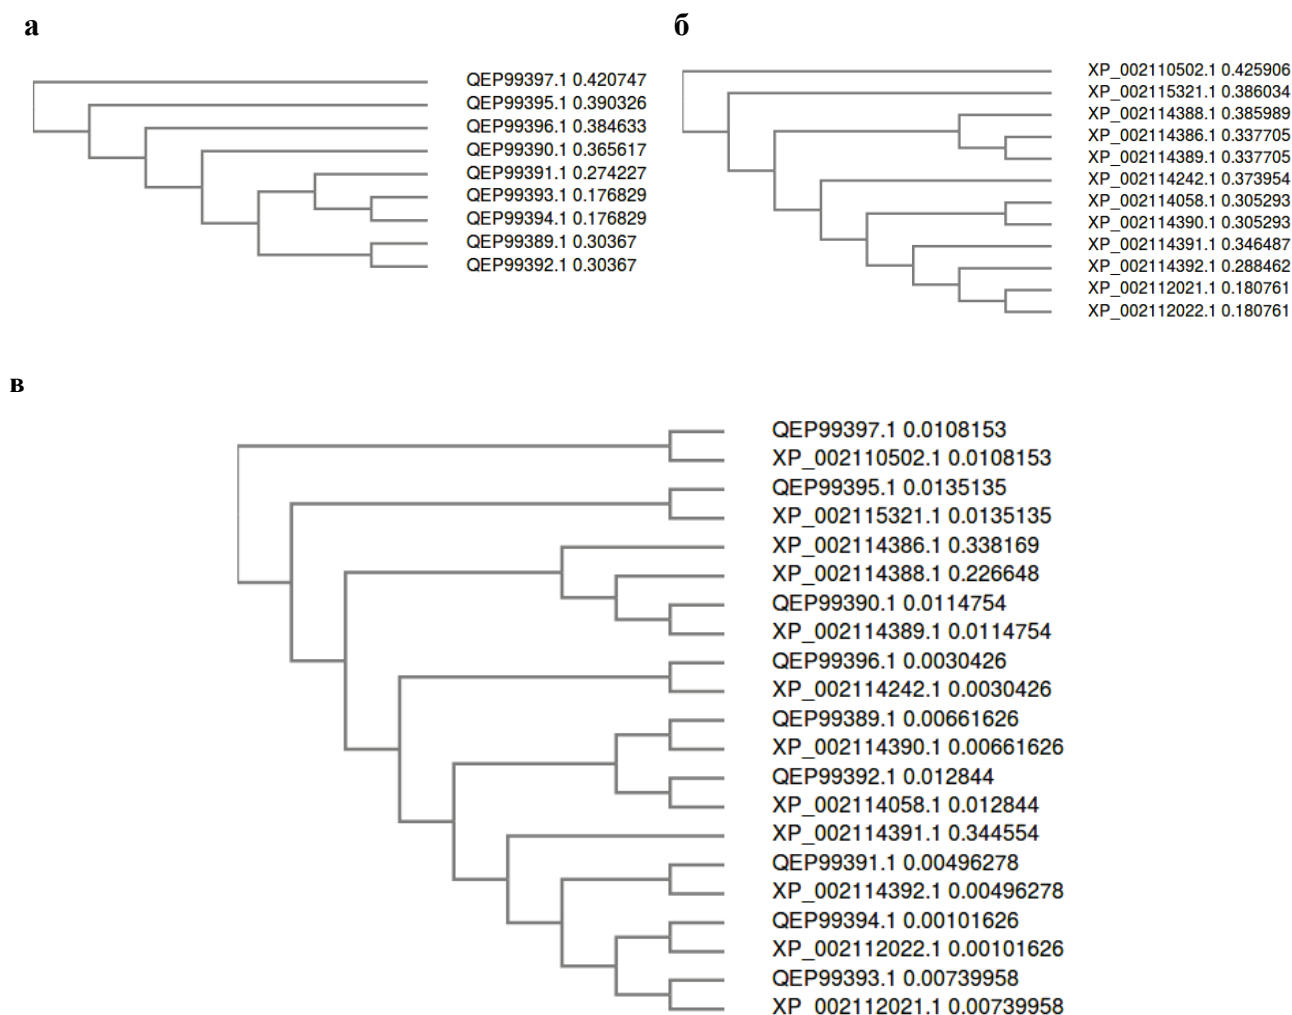 а
QEP99397.1 0.420747
QEP99395.1 0.390326
QEP99396.1 0.384633
QEP99390.1 0.365617
QEP99391.1 0.274227
QEP99393.1 0.176829
QEP99394.1 0.176829
QEP99389.1 0.30367
QEP99392.1 0.30367
б
XP_002110502.1 0.425906
XP_002115321.1 0.386034
XP_002114388.1 0.385989
XP_002114386.1 0.337705
XP_002114389.1 0.337705
XP_002114242.1 0.373954
XP_002114058.1 0.305293
XP_002114390.1 0.305293
XP_002114391.1 0.346487
XP_002114392.1 0.288462
XP_002112021.1 0.180761
XP_002112022.1 0.180761
в
QEP99397.1 0.0108153
XP_002110502.1 0.0108153
QEP99395.1 0.0135135
XP_002115321.1 0.0135135
XP_002114386.1 0.338169
XP_002114388.1 0.226648
QEP99390.1 0.0114754
XP_002114389.1 0.0114754
QEP99396.1 0.0030426
XP_002114242.1 0.0030426
QEP99389.1 0.00661626
XP_002114390.1 0.00661626
QEP99392.1 0.012844
XP_002114058.1 0.012844
XP_002114391.1 0.344554
QEP99391.1 0.00496278
XP_002114392.1 0.00496278
QEP99394.1 0.00101626
XP_002112022.1 0.00101626
QEP99393.1 0.00739958
XP_002112021.1 0.00739958